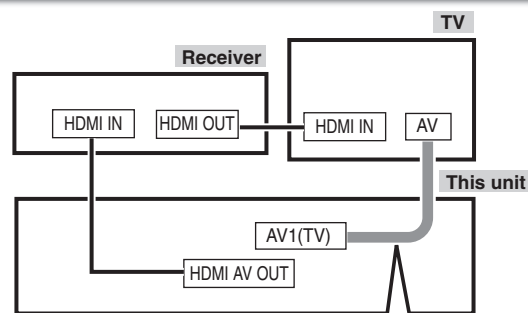 TV
Receiver
HDMI IN
HDMI OUT
HDMI IN
AV
This unit
AV1(TV)
HDMI AV OUT